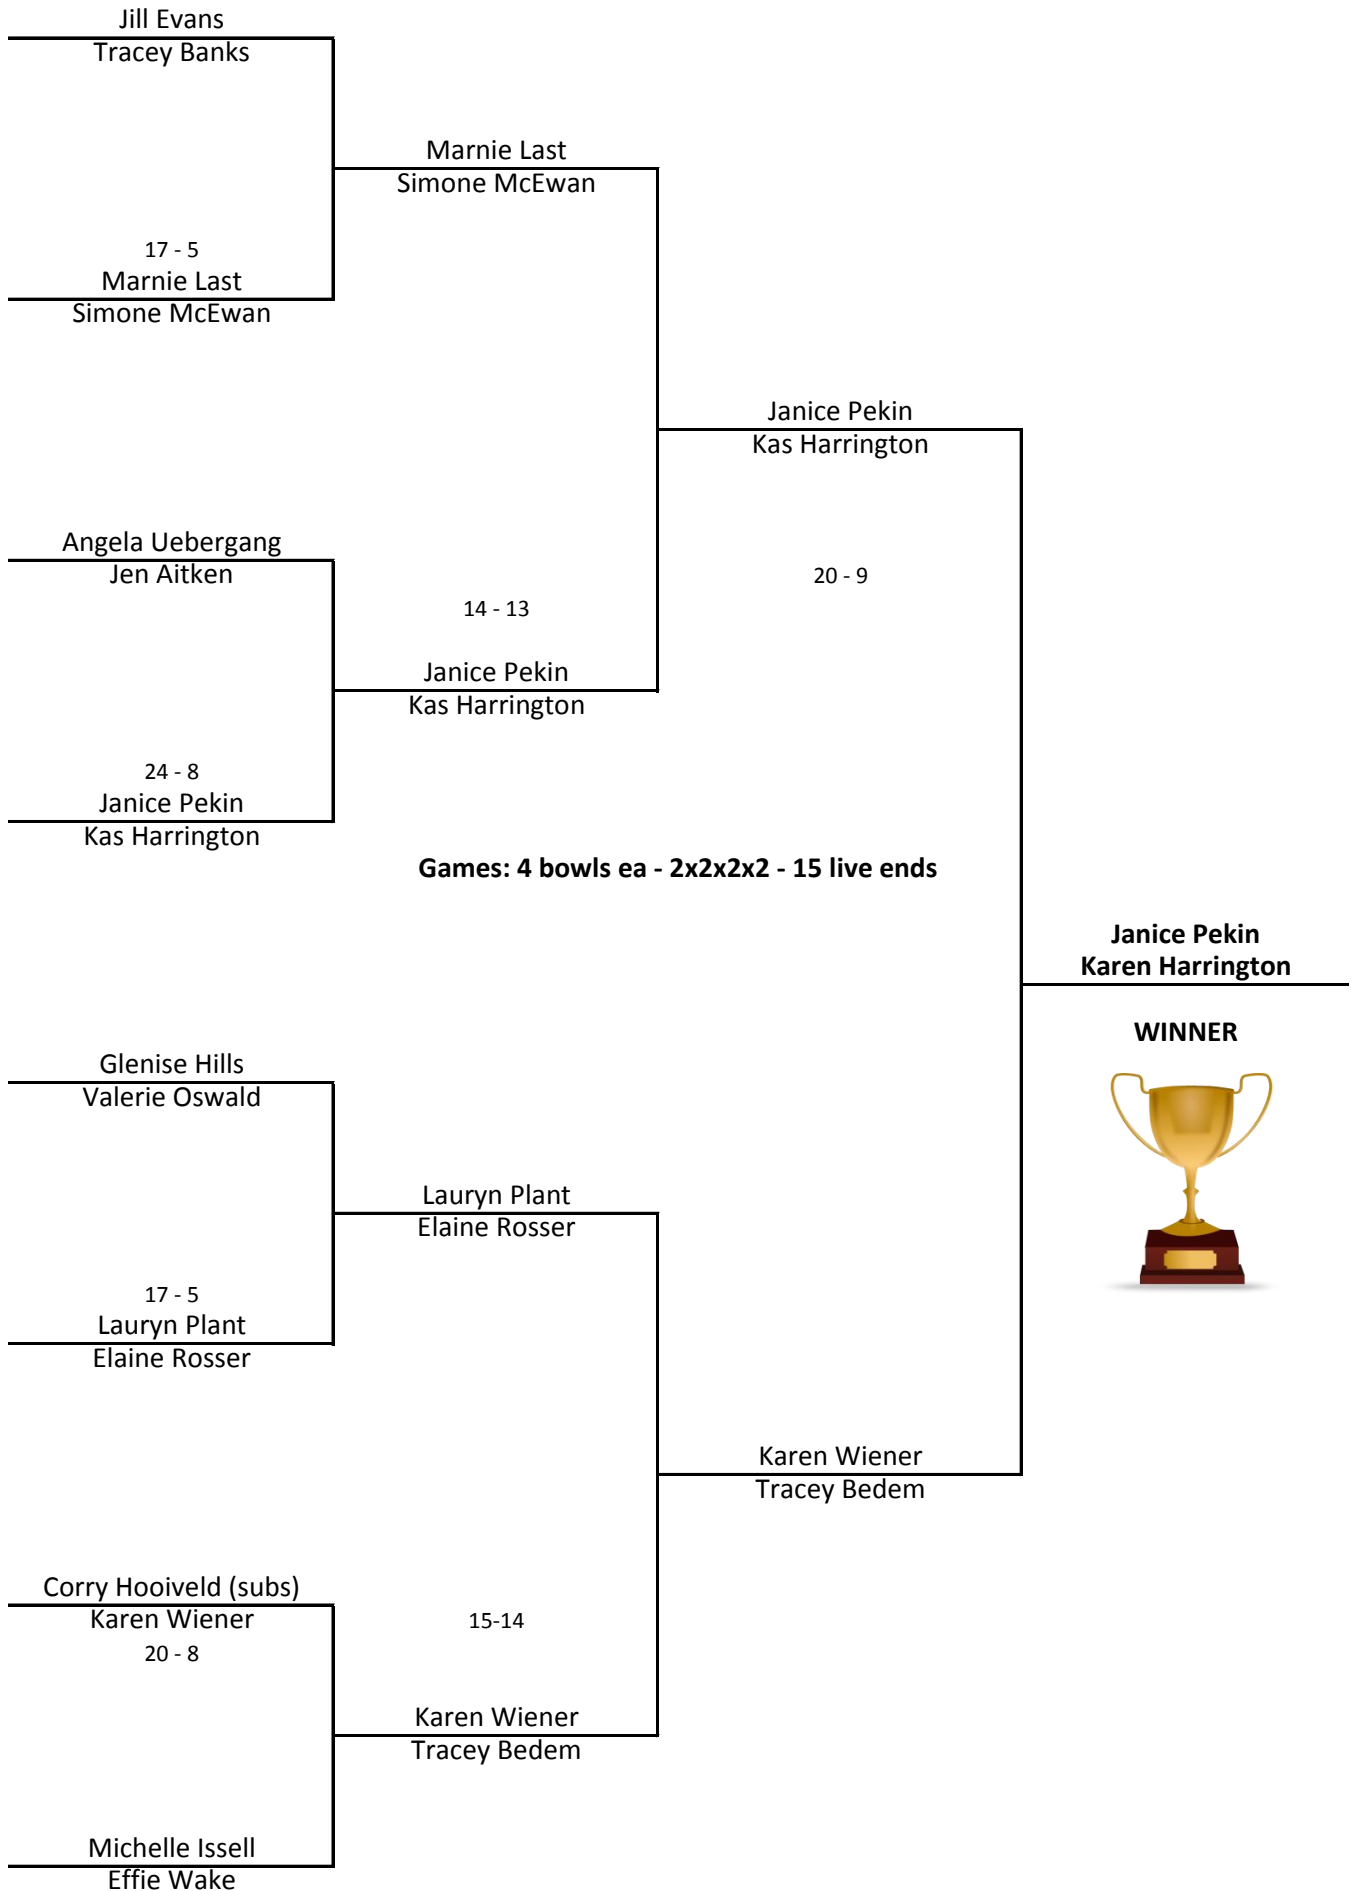 Jill Evans
Tracey Banks
Marnie Last
Simone McEwan
17 - 5
Marnie Last
Simone McEwan
Janice Pekin
Kas Harrington
Angela Uebergang
Jen Aitken
20 - 9
14 - 13
Janice Pekin
Kas Harrington
24 - 8
Janice Pekin
Kas Harrington
Games: 4 bowls ea - 2x2x2x2 - 15 live ends
Janice Pekin
Karen Harrington
WINNER
Glenise Hills
Valerie Oswald
Lauryn Plant
Elaine Rosser
17 - 5
Lauryn Plant
Elaine Rosser
Karen Wiener
Tracey Bedem
Corry Hooiveld (subs)
Karen Wiener
15-14
20 - 8
Karen Wiener
Tracey Bedem
Michelle Issell
Effie Wake